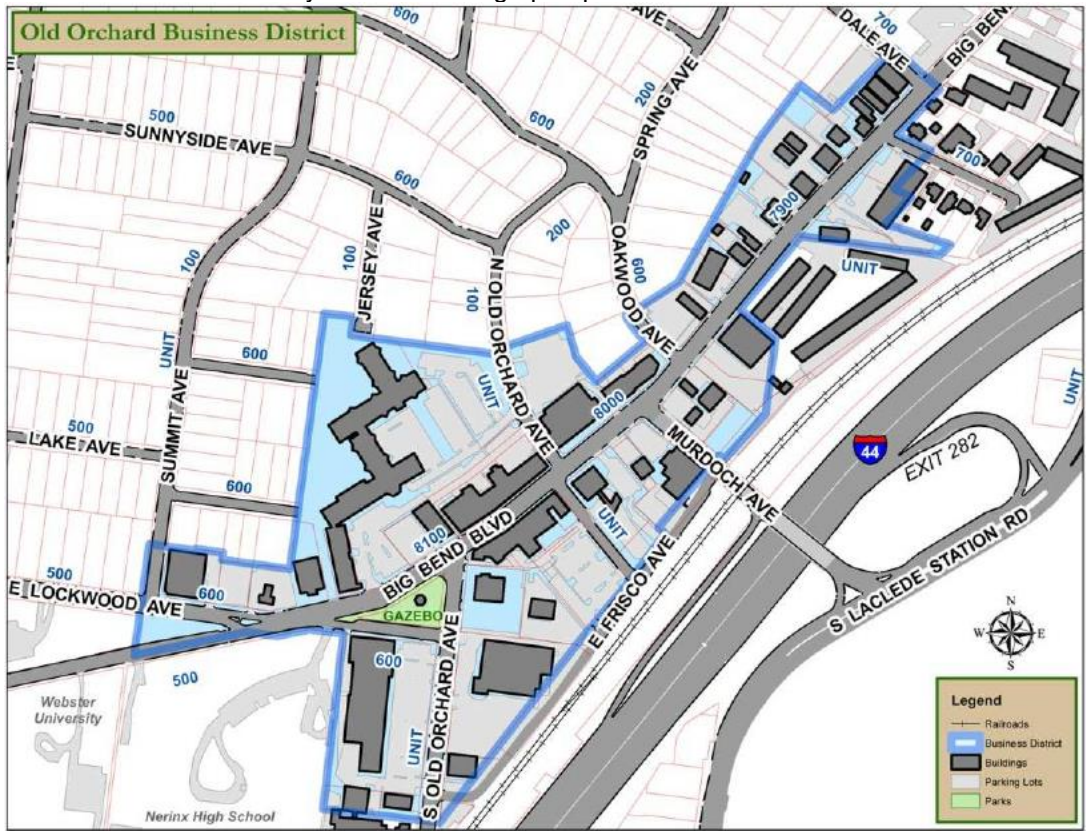 Old Orchard Business District
600
AVE
700
DALE AVE
BIG BEN
500
SUNNYSIDE AVE
600
200
SPRING AVE
700
600
7900
100
JERSEY AVE
100
N OLD ORCHARD AVE
100
200
OAKWOOD AVE
600
UNIT
UNIT
600
UNIT
8000
UNIT
500
LAKE AVE
SUMMIT AVE
44
EXIT 282
MURDOCH AVE
600
8100
BIG BEND BLVD
UNIT
S LACLEDE STATION RD
500
E LOCKWOOD AVE
600
GAZEBO
E FRISCO AVE
500
600
Webster
University
UNIT
S OLD ORCHARD AVE
Nerinx High School
N
W
E
S
Legend
Railroads
Business District
Buildings
Parking Lots
Parks